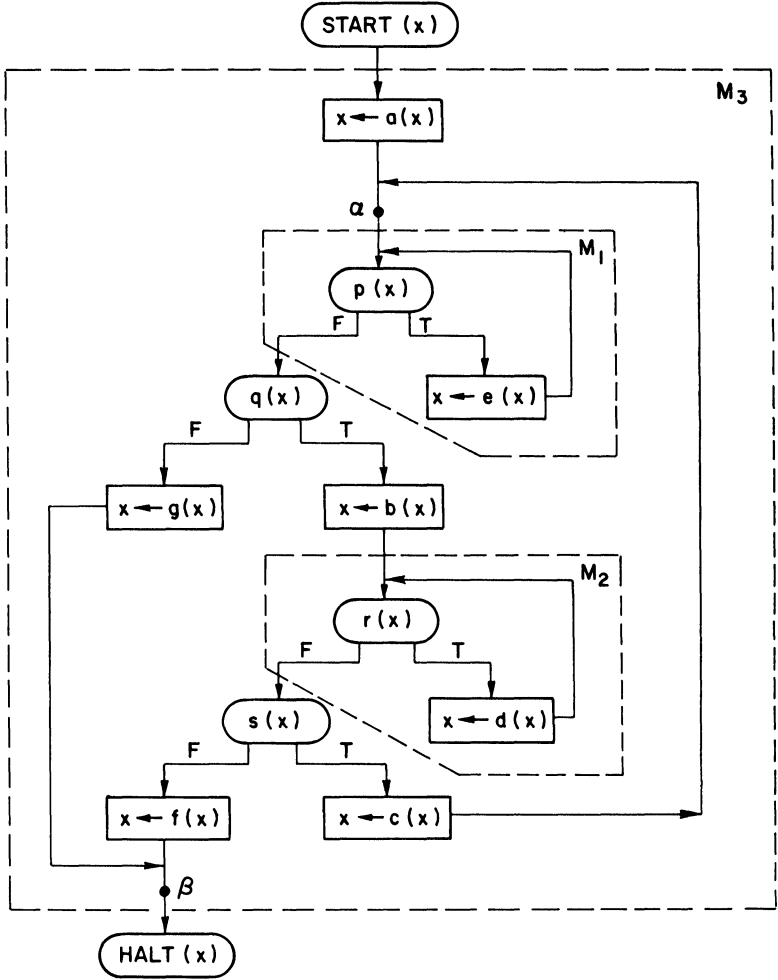 START (x)
M3
x ← a(x)
α
M1
p (x)
F
T
q(x)
x ← e (x)
F
T
x ← g(x)
x ← b(x)
M2
r (x)
F
T
s(x)
x ← d(x)
F
T
x ← f(x)
x ← c(x)
β
HALT (x)